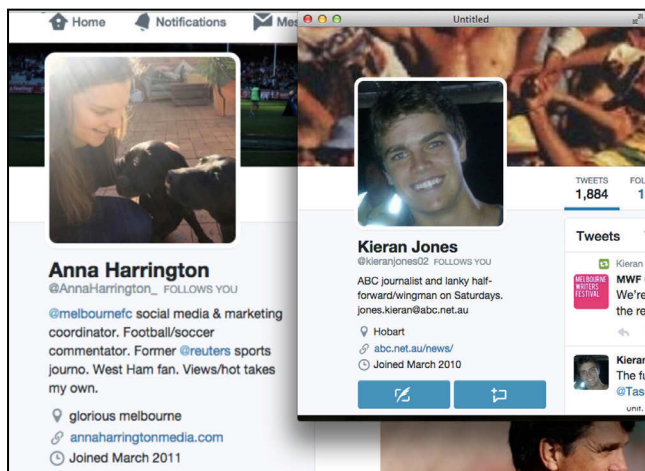 Home
Notifications
Anna Harrington
@AnnaHarrington_ FOLLOWS YOU
@melbournefc social media & marketing
coordinator. Football/soccer
commentator. Former @reuters sports
journo. West Ham fan. Views/hot takes
my own.
glorious melbourne
annaharringtonmedia.com
Joined March 2011
Untitled
Kieran Jones
@kieranjones02 FOLLOWS YOU
ABC journalist and lanky half-
forward/wingman on Saturdays.
jones.kieran@abc.net.au
Hobart
abc.net.au/news/
Joined March 2010
TWEETS
1,884
Tweets
Kieran
MELBOURNE
WRITERS
FESTIVAL
MWF
We're
the re
Kieran
The fu
@Tas